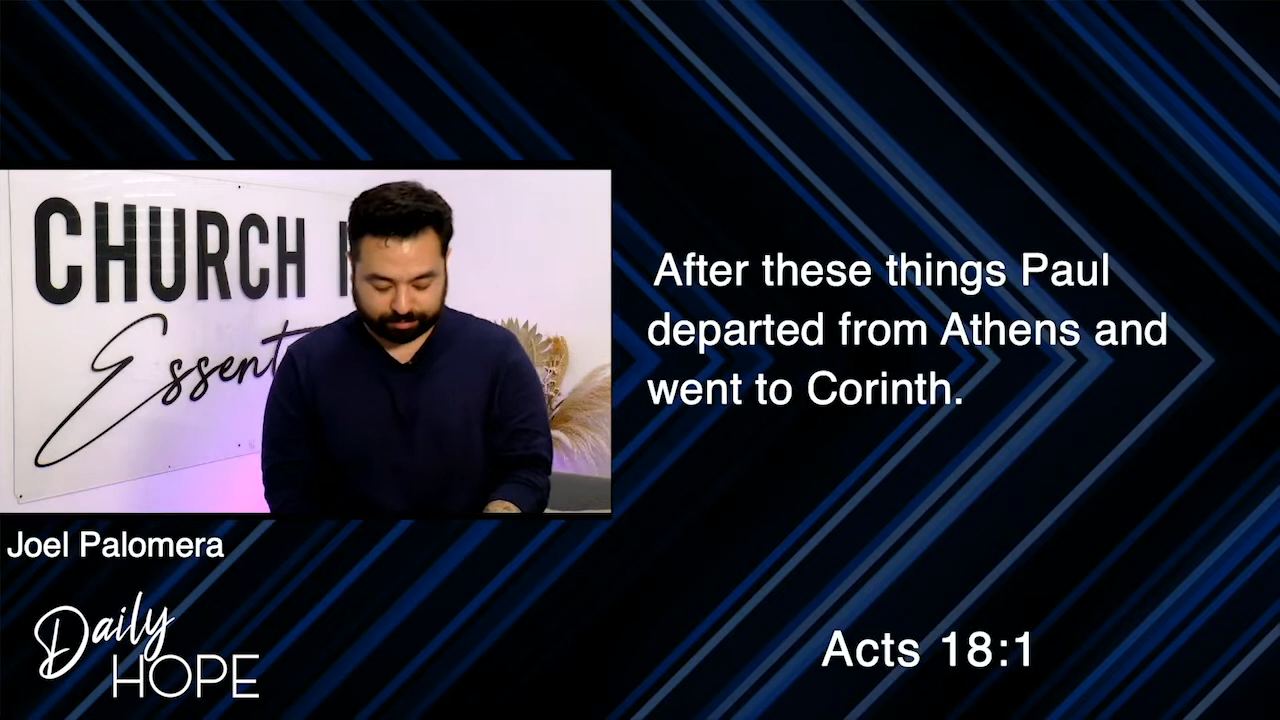 CHURCH
Essent
After these things Paul
departed from Athens and
went to Corinth.
Joel Palomera
Daily
HOPE
Acts 18:1